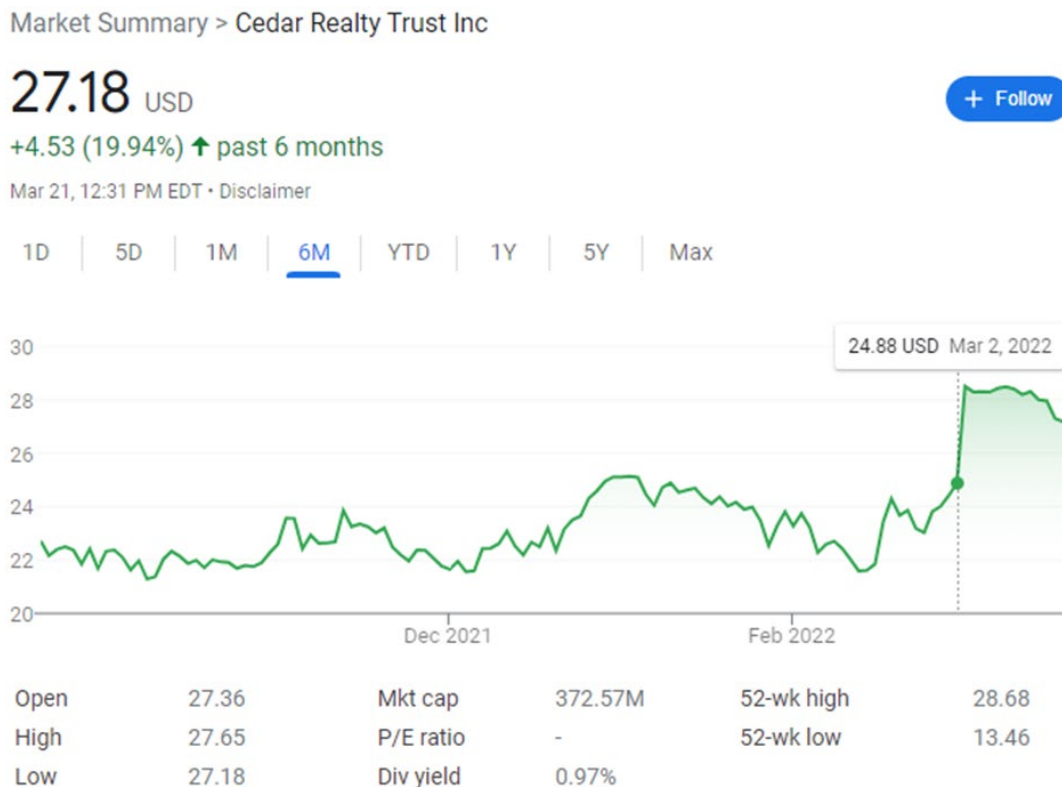 Market Summary > Cedar Realty Trust Inc
27.18 USD
+ Follow
+4.53 (19.94%) ↑ past 6 months
Mar 21, 12:31 PM EDT • Disclaimer
1D 5D 1M 6M YTD 1Y 5Y Max
24.88 USD Mar 2, 2022
30
28
26
24
22
20
Dec 2021 Feb 2022
Open 27.36 Mkt cap 372.57M 52-wk high 28.68
High 27.65 P/E ratio - 52-wk low 13.46
Low 27.18 Div yield 0.97%